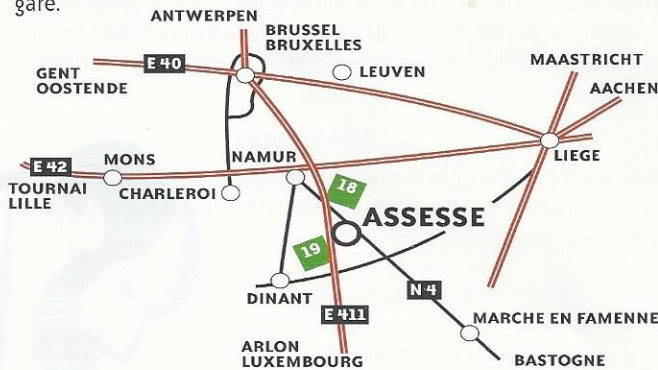 gare.
ANTWERPEN
BRUSSEL
BRUXELLES
MAASTRICHT
E 40
LEUVEN
GENT
OOSTENDE
AACHEN
E 42
MONS
NAMUR
LIEGE
TOURNAI
LILLE
CHARLEROI
18
ASSESSE
19
DINANT
N 4
E 411
MARCHE EN FAMENNE
ARLON
LUXEMBOURG
BASTOGNE